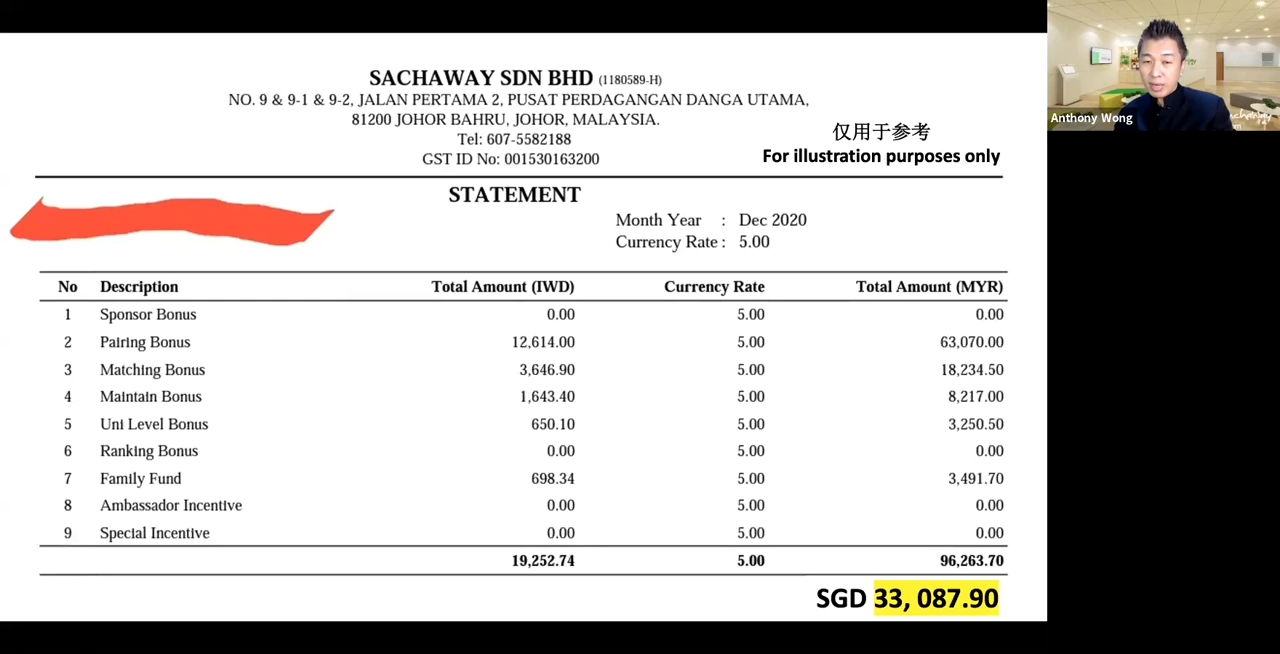 SACHAWAY SDN BHD (1180589-H)
NO. 9 & 9-1 & 9-2, JALAN PERTAMA 2, PUSAT PERDAGANGAN DANGA UTAMA,
81200 JOHOR BAHRU, JOHOR, MALAYSIA.
Tel: 607-5582188
GST ID No: 001530163200
仅用于参考
For illustration purposes only
STATEMENT
Month Year : Dec 2020
Currency Rate : 5.00
No Description Total Amount (IWD) Currency Rate Total Amount (MYR)
1 Sponsor Bonus 0.00 5.00 0.00
2 Pairing Bonus 12,614.00 5.00 63,070.00
3 Matching Bonus 3,646.90 5.00 18,234.50
4 Maintain Bonus 1,643.40 5.00 8,217.00
5 Uni Level Bonus 650.10 5.00 3,250.50
6 Ranking Bonus 0.00 5.00 0.00
7 Family Fund 698.34 5.00 3,491.70
8 Ambassador Incentive 0.00 5.00 0.00
9 Special Incentive 0.00 5.00 0.00
19,252.74 5.00 96,263.70
SGD 33, 087.90
Anthony Wong